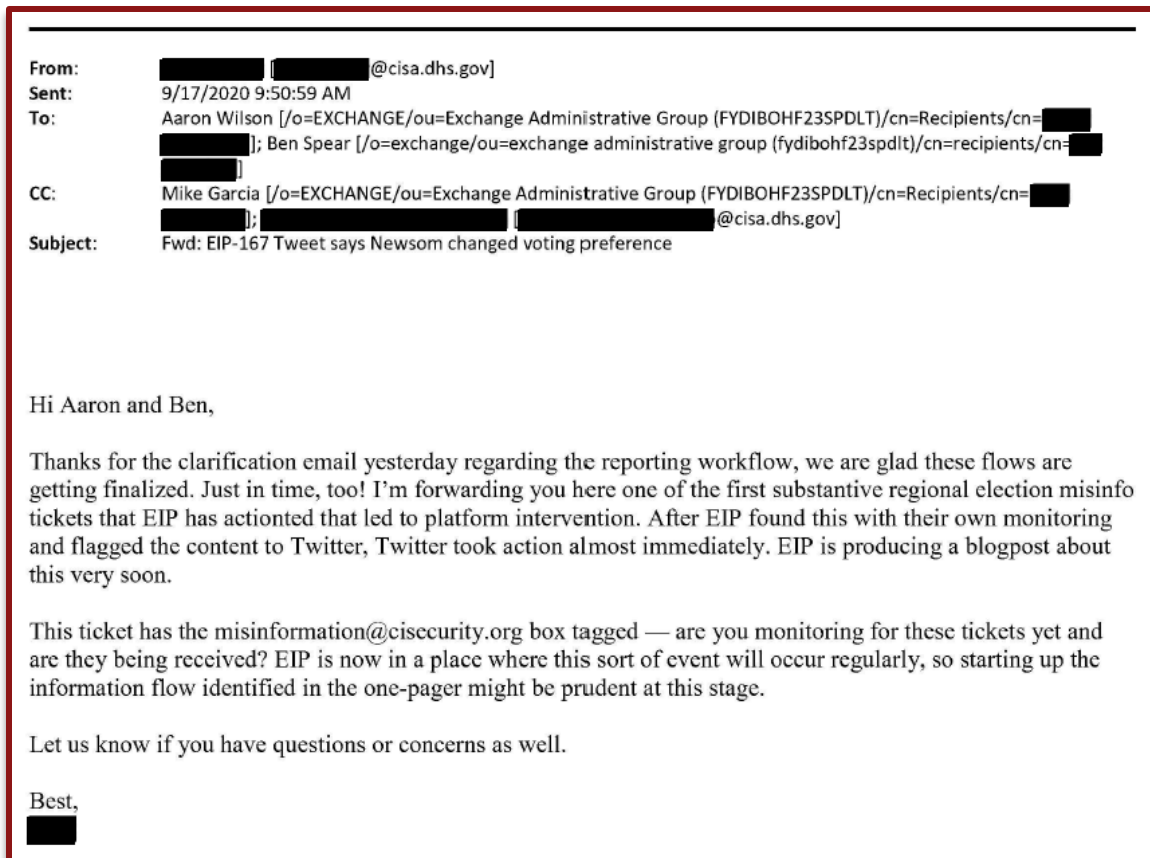 From: [ @cisa.dhs.gov]
Sent: 9/17/2020 9:50:59 AM
To: Aaron Wilson [/o=EXCHANGE/ou=Exchange Administrative Group (FYDIBOHF23SPDLT)/cn=Recipients/cn=
]; Ben Spear [/o=exchange/ou=exchange administrative group (fydibohf23spdlt)/cn=recipients/cn=
]
CC: Mike Garcia [/o=EXCHANGE/ou=Exchange Administrative Group (FYDIBOHF23SPDLT)/cn=Recipients/cn=
]; [ @cisa.dhs.gov]
Subject: Fwd: EIP-167 Tweet says Newsom changed voting preference
Hi Aaron and Ben,
Thanks for the clarification email yesterday regarding the reporting workflow, we are glad these flows are
getting finalized. Just in time, too! I'm forwarding you here one of the first substantive regional election misinfo
tickets that EIP has actionted that led to platform intervention. After EIP found this with their own monitoring
and flagged the content to Twitter, Twitter took action almost immediately. EIP is producing a blogpost about
this very soon.
This ticket has the misinformation@cisecurity.org box tagged — are you monitoring for these tickets yet and
are they being received? EIP is now in a place where this sort of event will occur regularly, so starting up the
information flow identified in the one-pager might be prudent at this stage.
Let us know if you have questions or concerns as well.
Best,